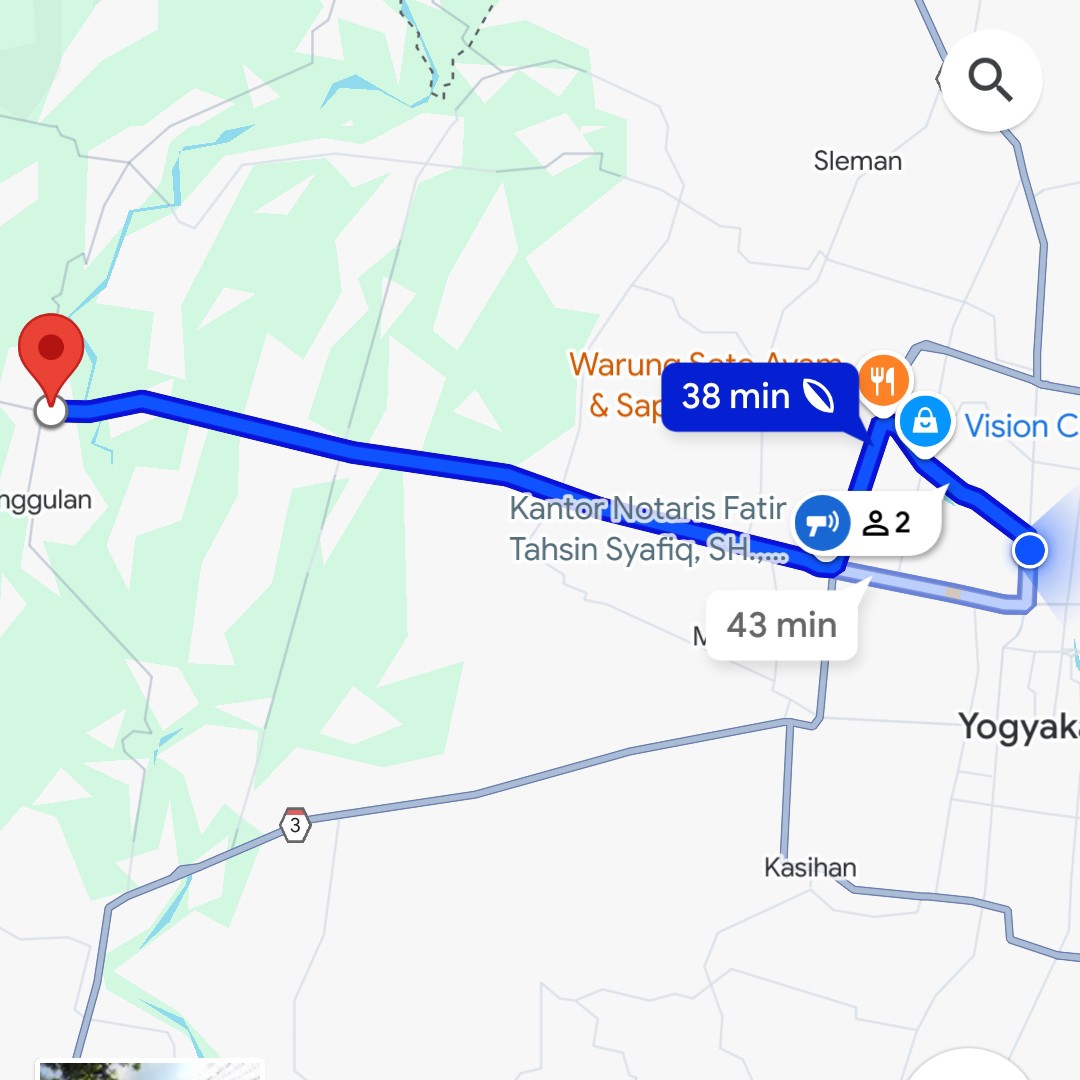 Sleman
Warung Soto Ayam
& Sap
38 min
Vision C
Kantor Notaris Fatir
Tahsin Syafiq, SH.,...
2
nggulan
43 min
M
Yogyaka
3
Kasihan